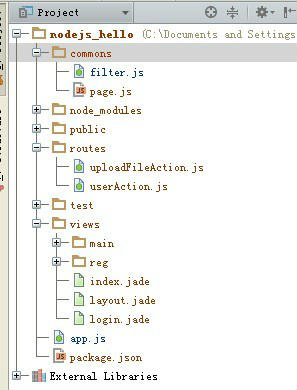 Project
nodejs_hello (C:\Documents and Settings
commons
filter.js
page.js
node_modules
public
routes
uploadFileAction.js
userAction.js
test
views
main
reg
index.jade
layout.jade
login.jade
app.js
package.json
External Libraries